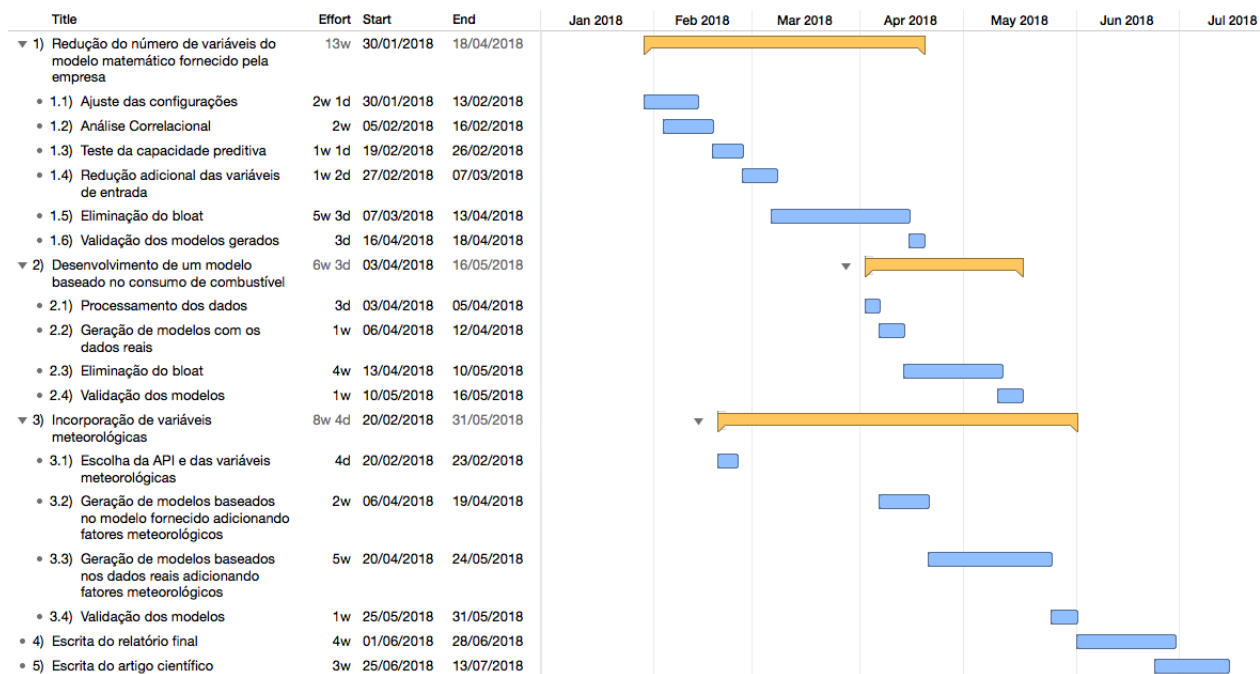 Title Effort Start End Jan 2018 Feb 2018 Mar 2018 Apr 2018 May 2018 Jun 2018 Jul 2018
1) Redução do número de variáveis do 13w 30/01/2018 18/04/2018
modelo matemático fornecido pela
empresa
1.1) Ajuste das configurações 2w 1d 30/01/2018 13/02/2018
1.2) Análise Correlacional 2w 05/02/2018 16/02/2018
1.3) Teste da capacidade preditiva 1w 1d 19/02/2018 26/02/2018
1.4) Redução adicional das variáveis 1w 2d 27/02/2018 07/03/2018
de entrada
1.5) Eliminação do bloat 5w 3d 07/03/2018 13/04/2018
1.6) Validação dos modelos gerados 3d 16/04/2018 18/04/2018
2) Desenvolvimento de um modelo 6w 3d 03/04/2018 16/05/2018
baseado no consumo de combustível
2.1) Processamento dos dados 3d 03/04/2018 05/04/2018
2.2) Geração de modelos com os 1w 06/04/2018 12/04/2018
dados reais
2.3) Eliminação do bloat 4w 13/04/2018 10/05/2018
2.4) Validação dos modelos 1w 10/05/2018 16/05/2018
3) Incorporação de variáveis 8w 4d 20/02/2018 31/05/2018
meteorológicas
3.1) Escolha da API e das variáveis 4d 20/02/2018 23/02/2018
meteorológicas
3.2) Geração de modelos baseados 2w 06/04/2018 19/04/2018
no modelo fornecido adicionando
fatores meteorológicos
3.3) Geração de modelos baseados 5w 20/04/2018 24/05/2018
nos dados reais adicionando
fatores meteorológicos
3.4) Validação dos modelos 1w 25/05/2018 31/05/2018
4) Escrita do relatório final 4w 01/06/2018 28/06/2018
5) Escrita do artigo científico 3w 25/06/2018 13/07/2018